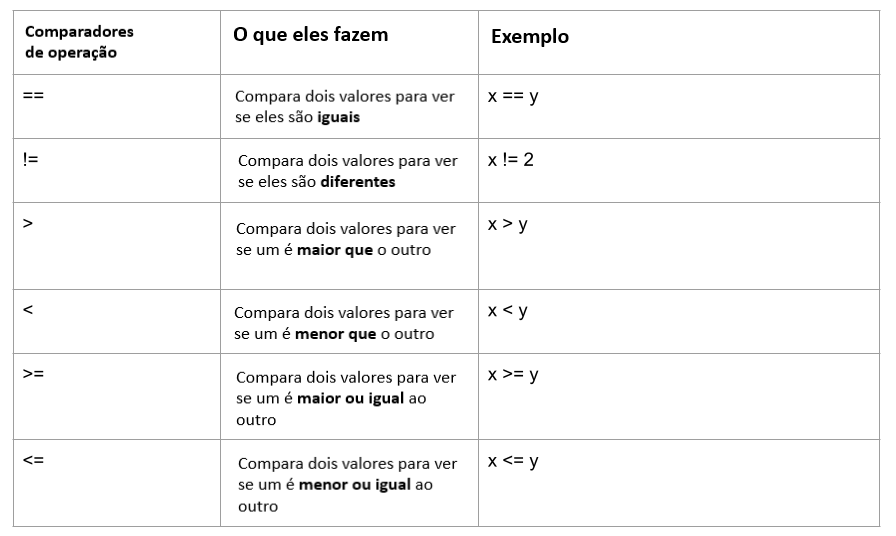 Comparadores
de operação
O que eles fazem
Exemplo
==
Compara dois valores para ver
se eles são iguais
x == y
!=
Compara dois valores para ver
se eles são diferentes
x != 2
>
Compara dois valores para ver
se um é maior que o outro
x > y
<
Compara dois valores para ver
se um é menor que o outro
x < y
>=
Compara dois valores para ver
se um é maior ou igual ao
outro
x >= y
<=
Compara dois valores para ver
se um é menor ou igual ao
outro
x <= y